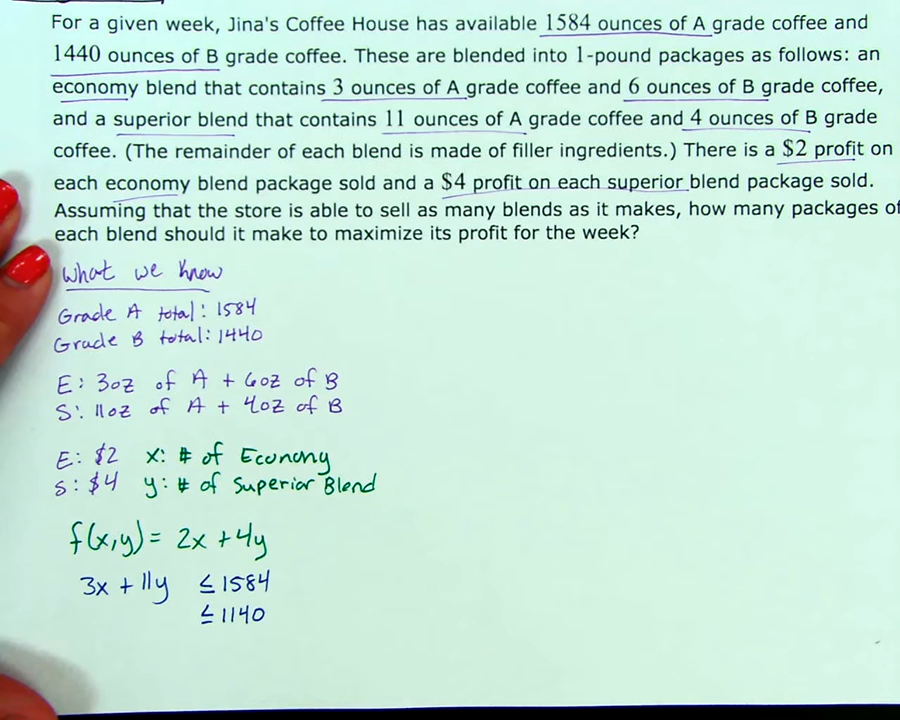 For a given week, Jina's Coffee House has available 1584 ounces of A grade coffee and
1440 ounces of B grade coffee. These are blended into 1-pound packages as follows: an
economy blend that contains 3 ounces of A grade coffee and 6 ounces of B grade coffee,
and a superior blend that contains 11 ounces of A grade coffee and 4 ounces of B grade
coffee. (The remainder of each blend is made of filler ingredients.) There is a $2 profit on
each economy blend package sold and a $4 profit on each superior blend package sold.
Assuming that the store is able to sell as many blends as it makes, how many packages of
each blend should it make to maximize its profit for the week?
What we know
Grade A total: 1584
Grade B total: 1440
E: 3oz of A + 6oz of B
S: 11oz of A + 4oz of B
E: $2 x: # of Economy
S: $4 y: # of Superior Blend
f(x,y) = 2x + 4y
3x + 11y ≤ 1584
≤ 1140